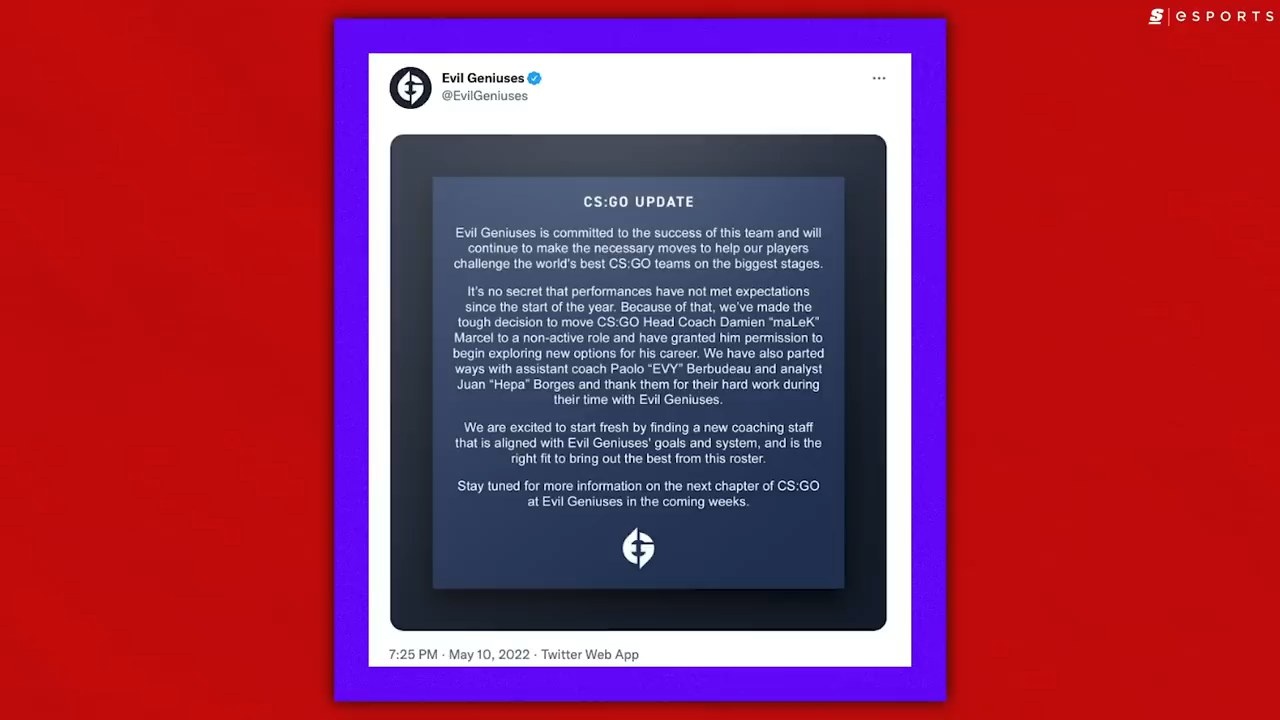 eSPORTS
Evil Geniuses
@EvilGeniuses
CS:GO UPDATE
Evil Geniuses is committed to the success of this team and will
continue to make the necessary moves to help our players
challenge the world's best CS:GO teams on the biggest stages.
It's no secret that performances have not met expectations
since the start of the year. Because of that, we've made the
tough decision to move CS:GO Head Coach Damien “maLeK”
Marcel to a non-active role and have granted him permission to
begin exploring new options for his career. We have also parted
ways with assistant coach Paolo “EVY” Berbudeau and analyst
Juan “Hepa” Borges and thank them for their hard work during
their time with Evil Geniuses.
We are excited to start fresh by finding a new coaching staff
that is aligned with Evil Geniuses' goals and system, and is the
right fit to bring out the best from this roster.
Stay tuned for more information on the next chapter of CS:GO
at Evil Geniuses in the coming weeks.
7:25 PM · May 10, 2022 · Twitter Web App